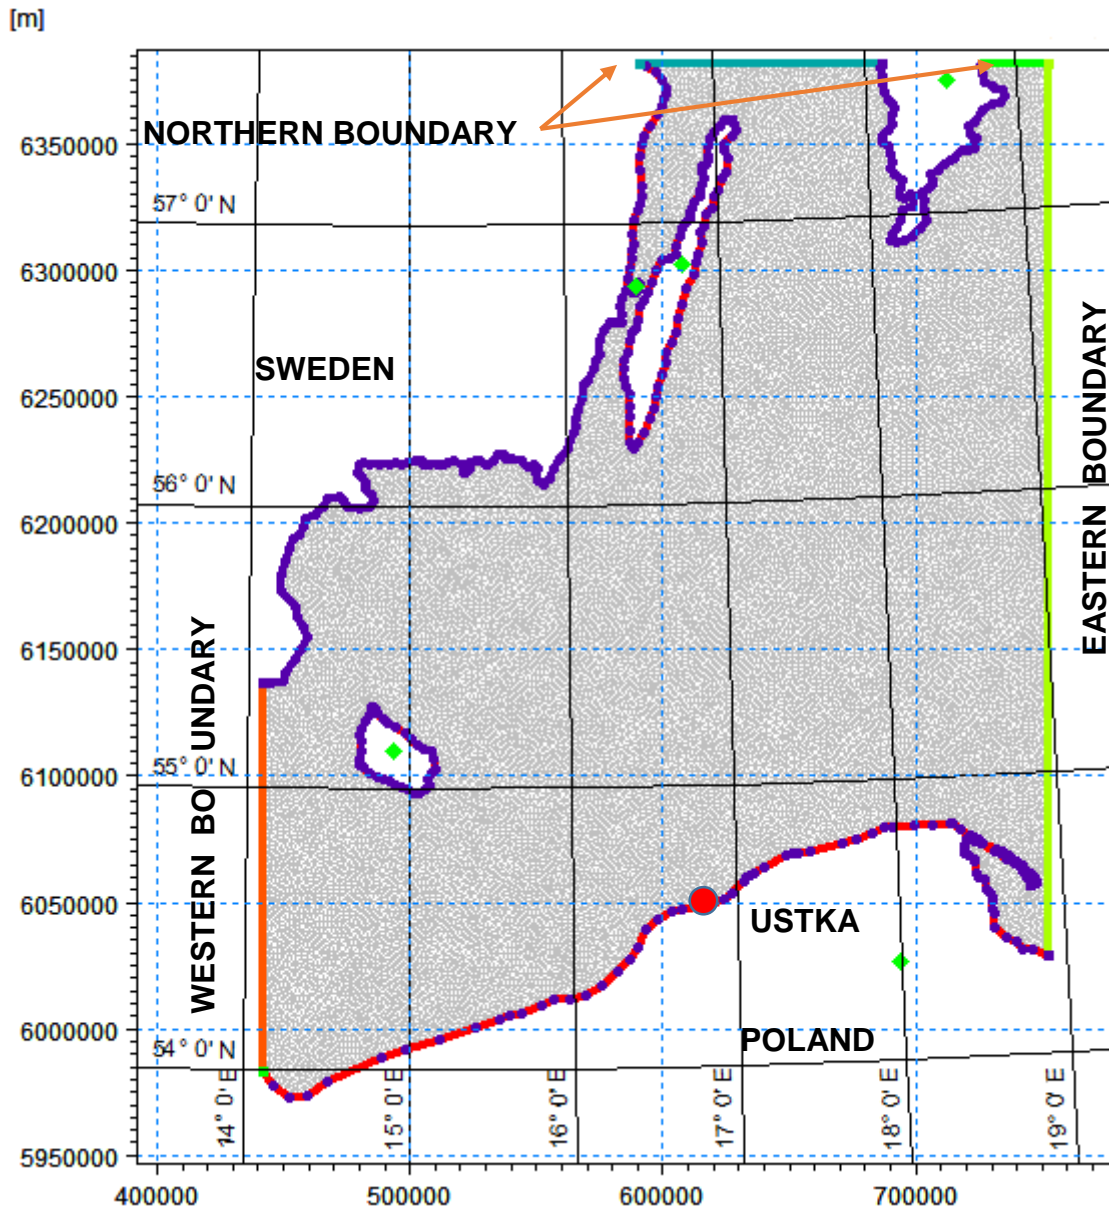 [m]
NORTHERN BOUNDARY
6350000
57° 0' N
6300000
SWEDEN
6250000
EASTERN BOUNDARY
56° 0' N
6200000
6150000
WESTERN BO UNDARY
55° 0' N
6100000
6050000
USTKA
6000000
POLAND
54° 0' N
14° 0' E
15° 0' E
16° 0' E
17° 0' E
18° 0' E
19° 0' E
5950000
400000
500000
600000
700000